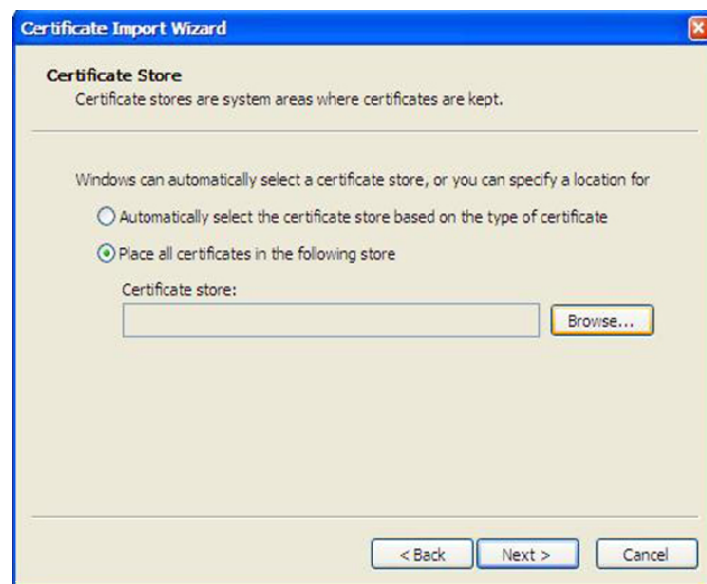 Certificate Import Wizard
Certificate Store
Certificate stores are system areas where certificates are kept.
Windows can automatically select a certificate store, or you can specify a location for
Automatically select the certificate store based on the type of certificate
Place all certificates in the following store
Certificate store:
Browse...
< Back Next > Cancel